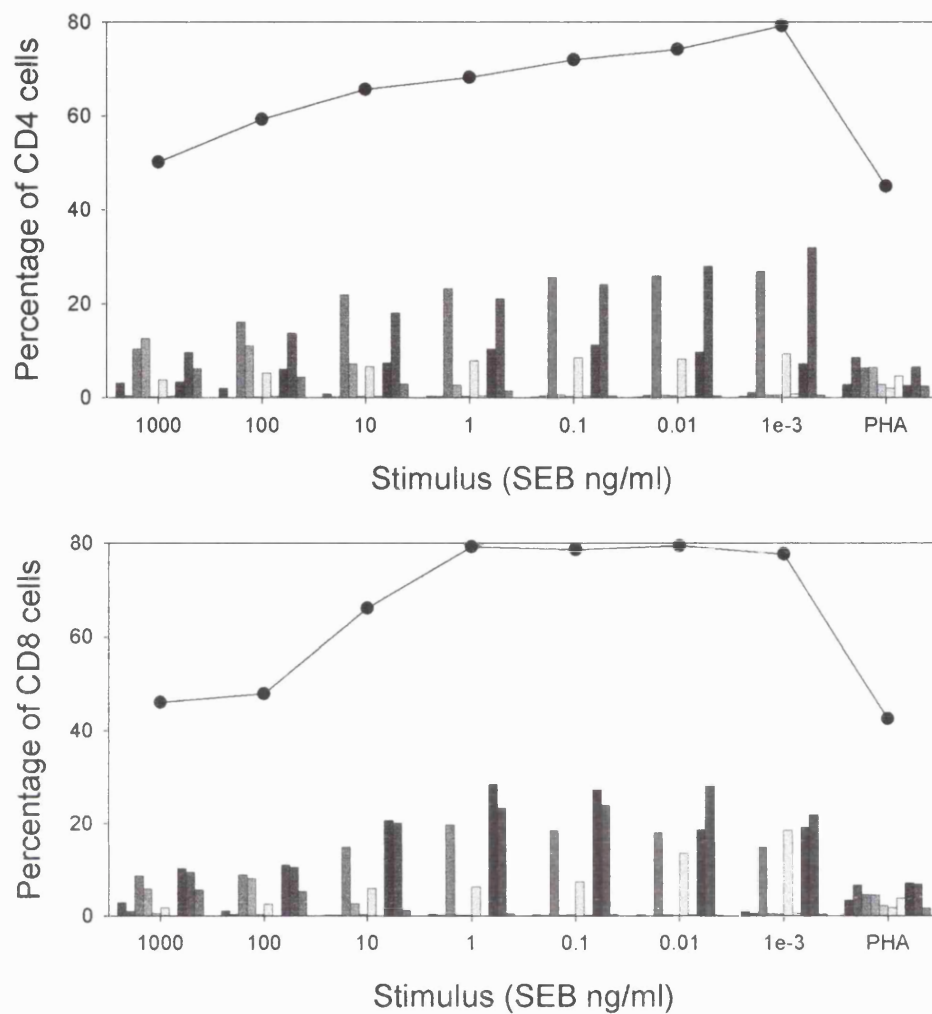 Percentage of CD4 cells
80
60
40
20
0
1000 100 10 1 0.1 0.01 1e-3 PHA
Stimulus (SEB ng/ml)
Percentage of CD8 cells
80
60
40
20
0
1000 100 10 1 0.1 0.01 1e-3 PHA
Stimulus (SEB ng/ml)